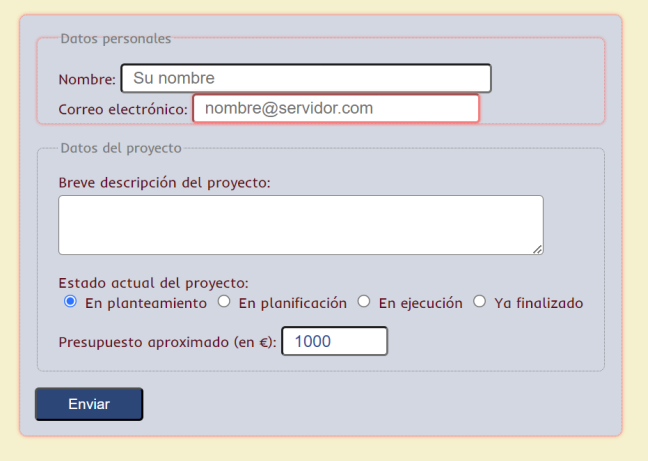 Datos personales
Nombre: Su nombre
Correo electrónico: nombre@servidor.com
Datos del proyecto
Breve descripción del proyecto:
Estado actual del proyecto:
En planteamiento En planificación En ejecución Ya finalizado
Presupuesto aproximado (en €): 1000
Enviar